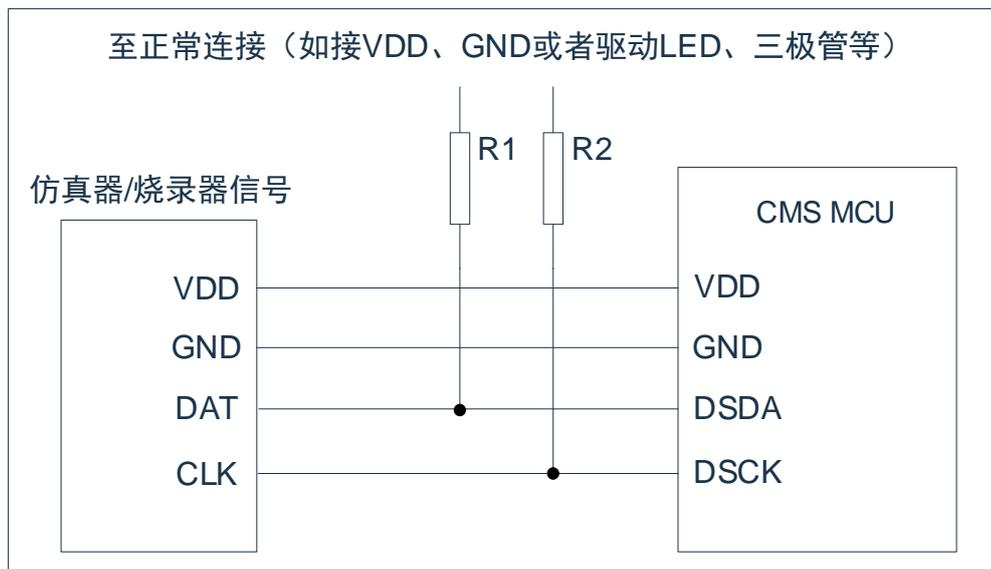 至正常连接（如接VDD、GND或者驱动LED、三极管等）
R1
R2
仿真器/烧录器信号
CMS MCU
VDD
VDD
GND
GND
DAT
DSDA
CLK
DSCK